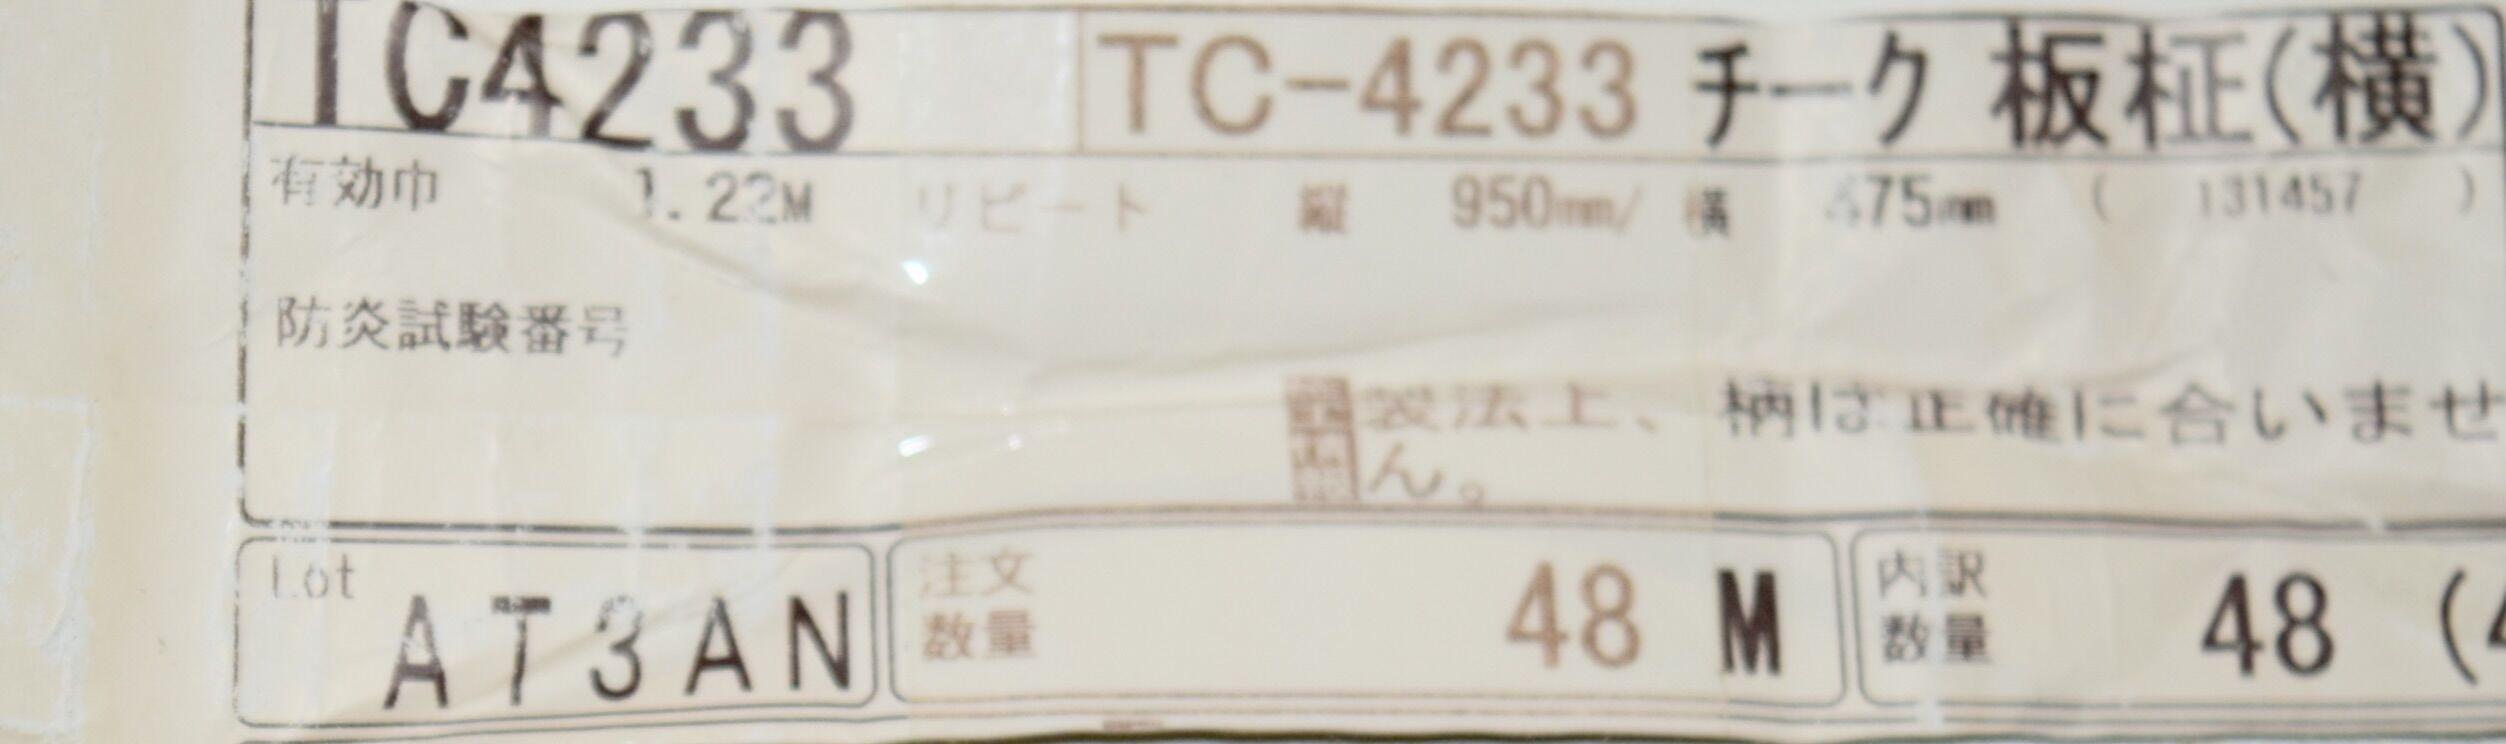 TC4233 TC-4233 チーク 板柾(横)
有効巾 1.22M リピート 縦 950mm/ 横 475mm ( 131457 )
防炎試験番号
製法上、柄は正確に合いませ
ん。
Lot AT3AN 注文数量 48 M 内訳数量 48 (4